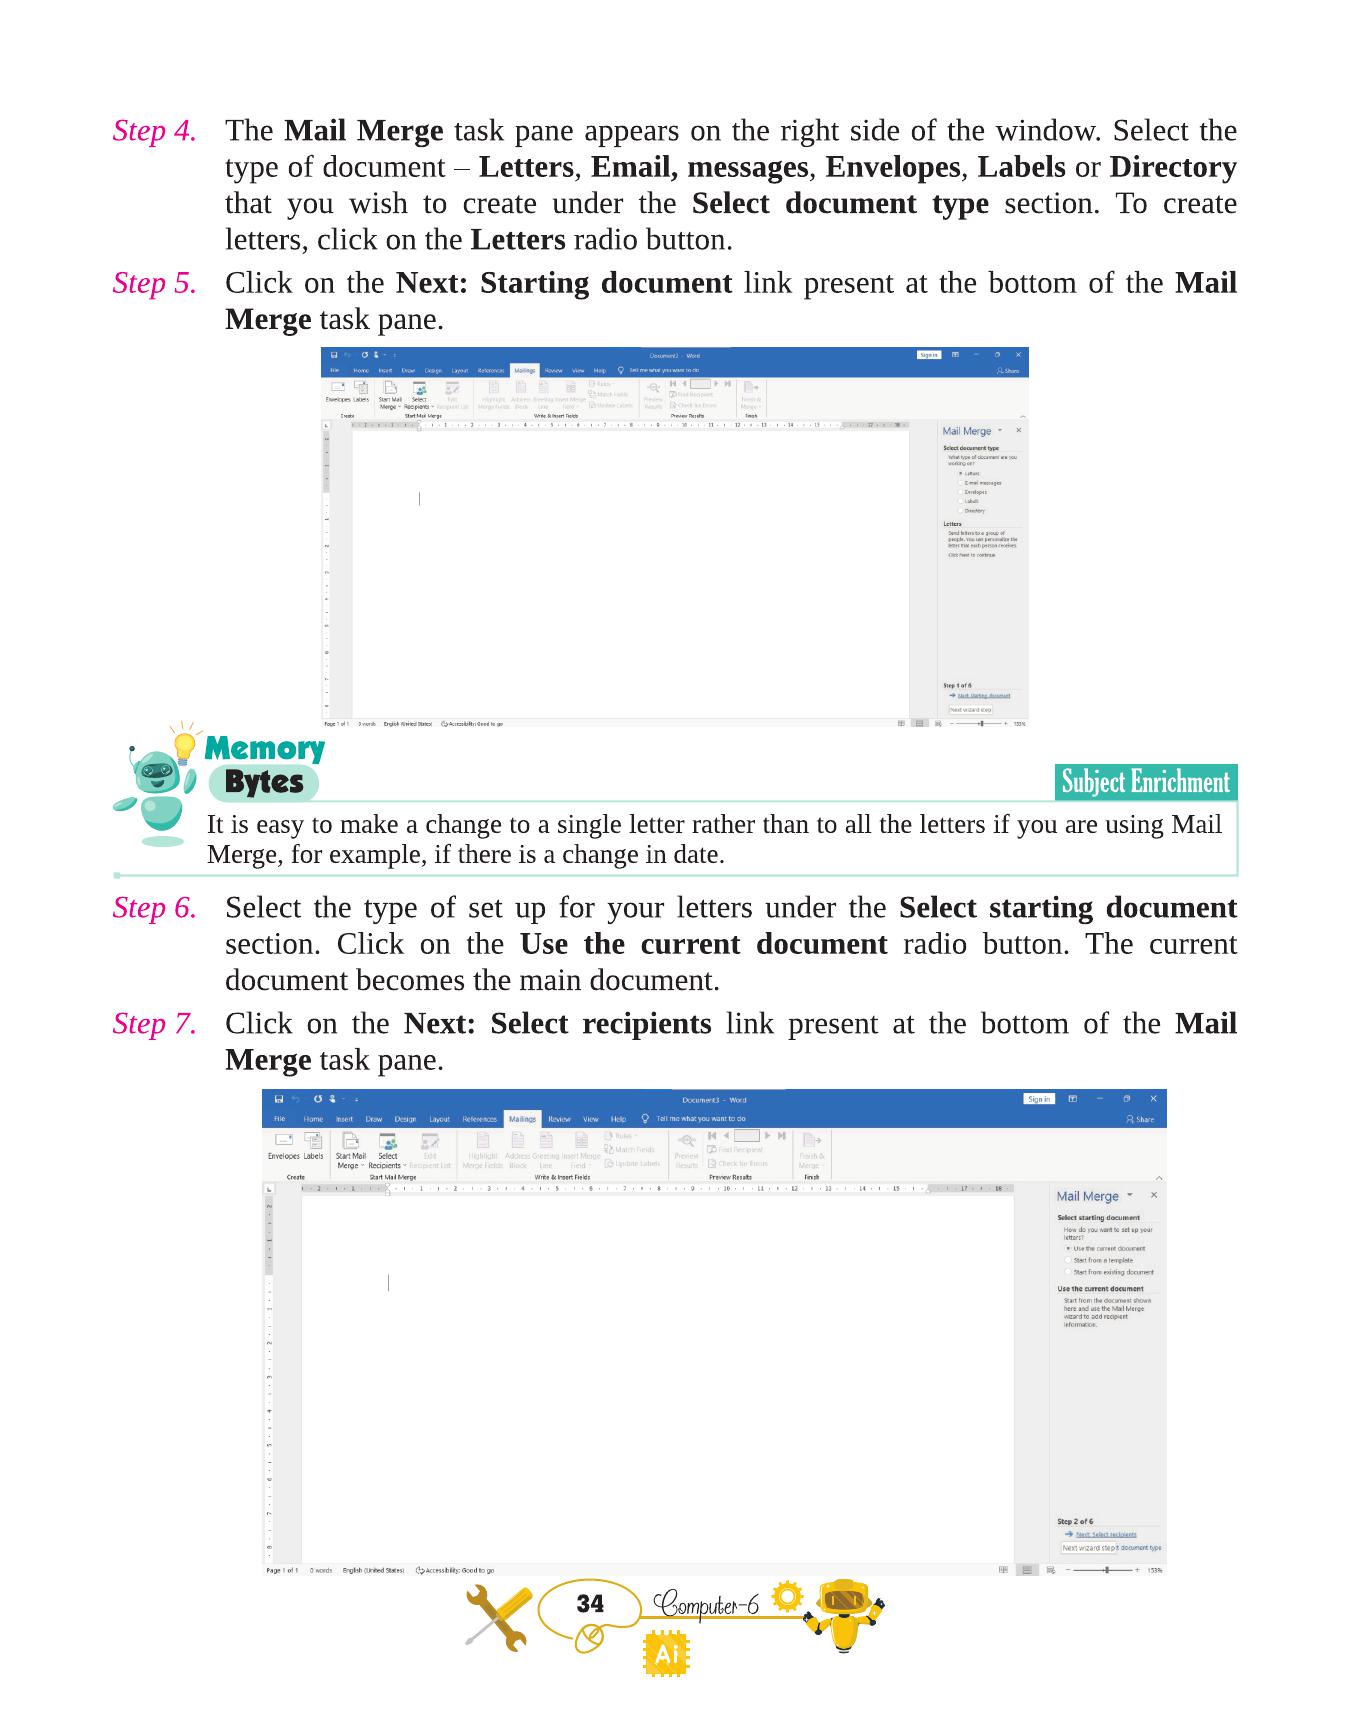 Step 4. The Mail Merge task pane appears on the right side of the window. Select the
type of document – Letters, Email, messages, Envelopes, Labels or Directory
that you wish to create under the Select document type section. To create
letters, click on the Letters radio button.
Step 5. Click on the Next: Starting document link present at the bottom of the Mail
Merge task pane.
Document2 - Word
Sign in
File Home Insert Draw Design Layout References Mailings Review View Help Tell me what you want to do
Share
Envelopes Labels
Start Mail Merge
Select Recipients
Edit Recipient List
Highlight Merge Fields
Address Block
Greeting Line
Insert Merge Field
Rules
Match Fields
Update Labels
Preview Results
Find Recipient
Check for Errors
Finish & Merge
Create
Start Mail Merge
Write & Insert Fields
Preview Results
Finish
Mail Merge
Select document type
What type of document are you
working on?
Letters
E-mail messages
Envelopes
Labels
Directory
Letters
Send letters to a group of
people. You can personalize the
letter that each person receives.
Click Next to continue.
Step 1 of 6
Next: Starting document
Next wizard step
Page 1 of 1 0 words English (United States) Accessibility: Good to go
153%
Memory
Bytes
Subject Enrichment
It is easy to make a change to a single letter rather than to all the letters if you are using Mail
Merge, for example, if there is a change in date.
Step 6. Select the type of set up for your letters under the Select starting document
section. Click on the Use the current document radio button. The current
document becomes the main document.
Step 7. Click on the Next: Select recipients link present at the bottom of the Mail
Merge task pane.
Document3 - Word
Sign in
File Home Insert Draw Design Layout References Mailings Review View Help Tell me what you want to do
Share
Envelopes Labels
Start Mail Merge
Select Recipients
Edit Recipient List
Highlight Merge Fields
Address Block
Greeting Line
Insert Merge Field
Rules
Match Fields
Update Labels
Preview Results
Find Recipient
Check for Errors
Finish & Merge
Create
Start Mail Merge
Write & Insert Fields
Preview Results
Finish
Mail Merge
Select starting document
How do you want to set up your
letters?
Use the current document
Start from a template
Start from existing document
Use the current document
Start from the document shown
here and use the Mail Merge
wizard to add recipient
information.
Step 2 of 6
Next: Select recipients
Next wizard step
document type
Page 1 of 1 0 words English (United States) Accessibility: Good to go
153%
34
Computer-6
Ai